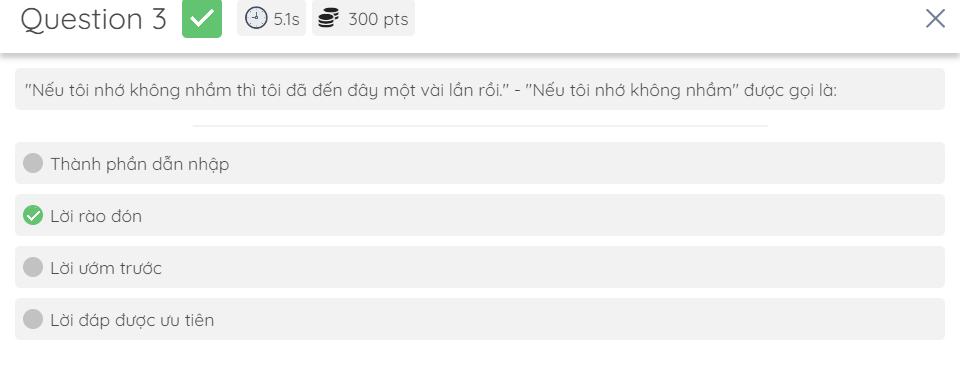 Question 3 5.1s 300 pts
"Nếu tôi nhớ không nhầm thì tôi đã đến đây một vài lần rồi." - "Nếu tôi nhớ không nhầm" được gọi là:
Thành phần dẫn nhập
Lời rào đón
Lời ướm trước
Lời đáp được ưu tiên